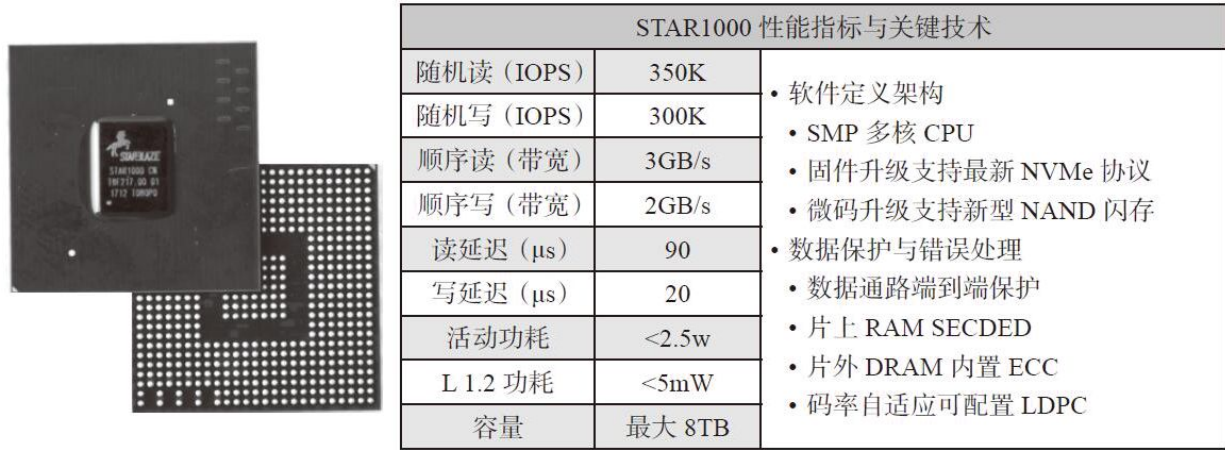 STARBLAZE
STAR1000 CN
1712
STAR1000 性能指标与关键技术
随机读（IOPS） 350K
随机写（IOPS） 300K
顺序读（带宽） 3GB/s
顺序写（带宽） 2GB/s
读延迟（μs） 90
写延迟（μs） 20
活动功耗 <2.5w
L 1.2 功耗 <5mW
容量 最大 8TB
• 软件定义架构
• SMP 多核 CPU
• 固件升级支持最新 NVMe 协议
• 微码升级支持新型 NAND 闪存
• 数据保护与错误处理
• 数据通路端到端保护
• 片上 RAM SECDED
• 片外 DRAM 内置 ECC
• 码率自适应可配置 LDPC